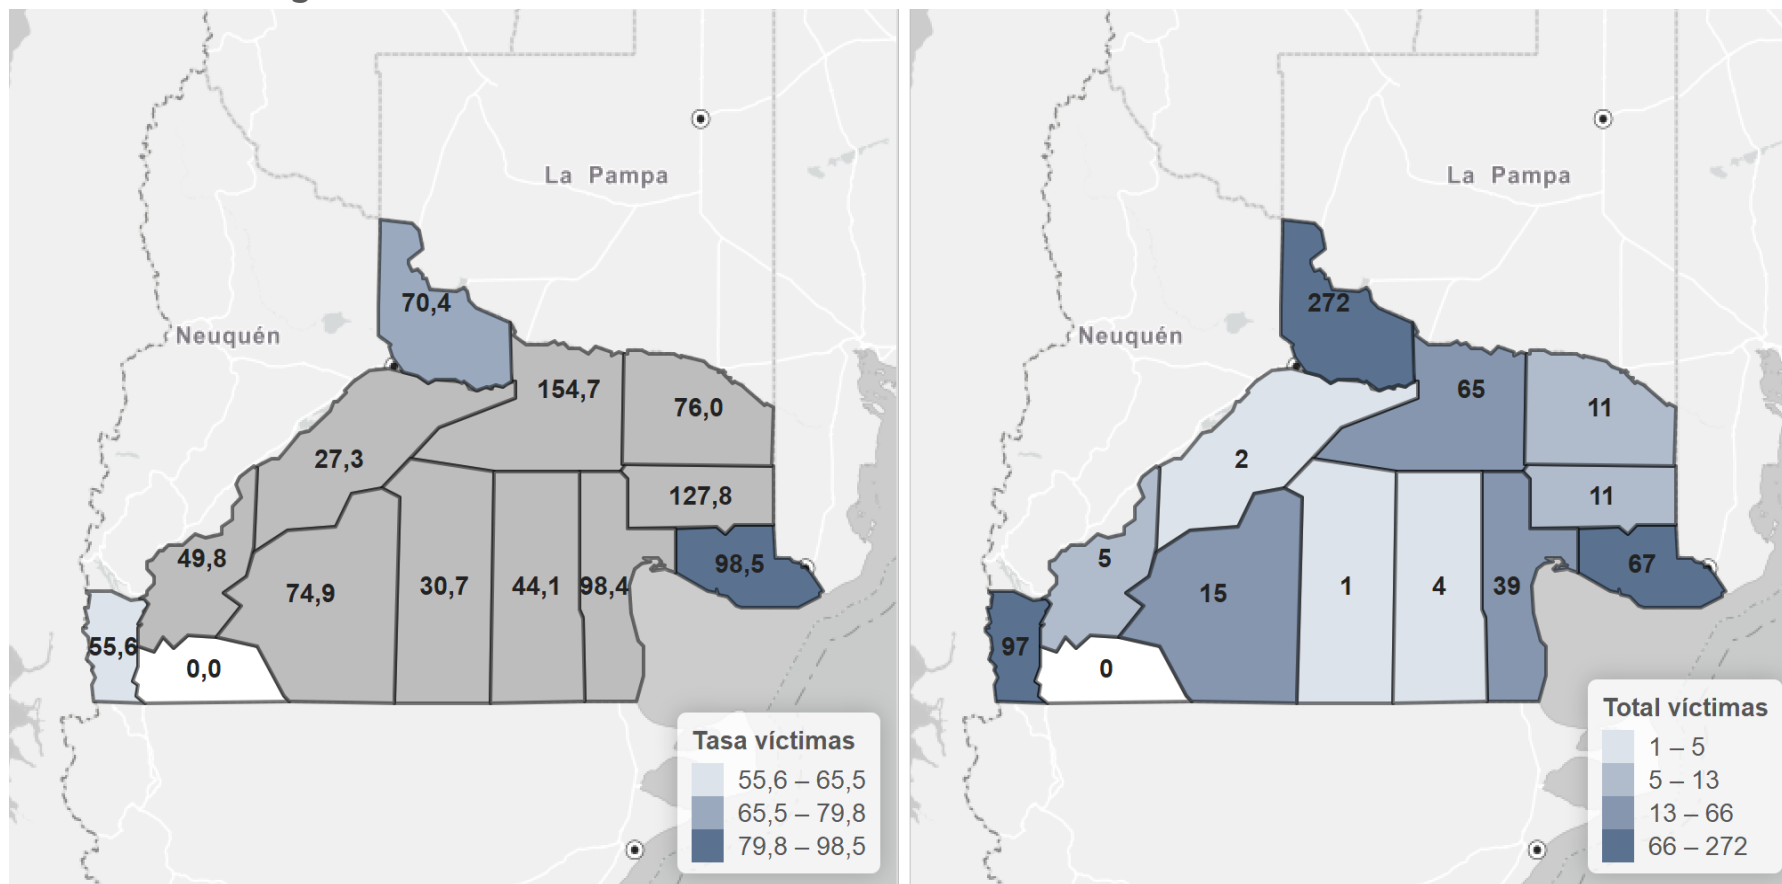 La Pampa
70,4
Neuquén
154,7
76,0
27,3
127,8
49,8
74,9
30,7
44,1
98,4
98,5
55,6
0,0
Tasa víctimas
55,6 – 65,5
65,5 – 79,8
79,8 – 98,5
La Pampa
272
Neuquén
65
11
2
11
5
15
1
4
39
67
97
0
Total víctimas
1 – 5
5 – 13
13 – 66
66 – 272